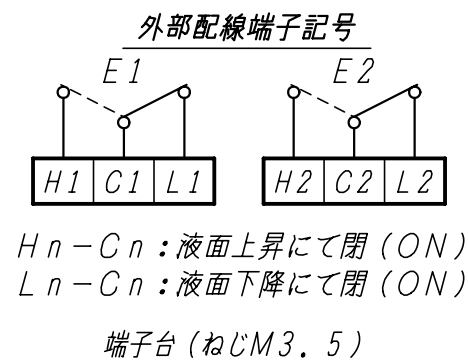 外部配線端子記号
E1 E2
H1 C1 L1 H2 C2 L2
Hn-Cn:液面上昇にて閉(ON)
Ln-Cn:液面下降にて閉(ON)
端子台(ねじM3.5)